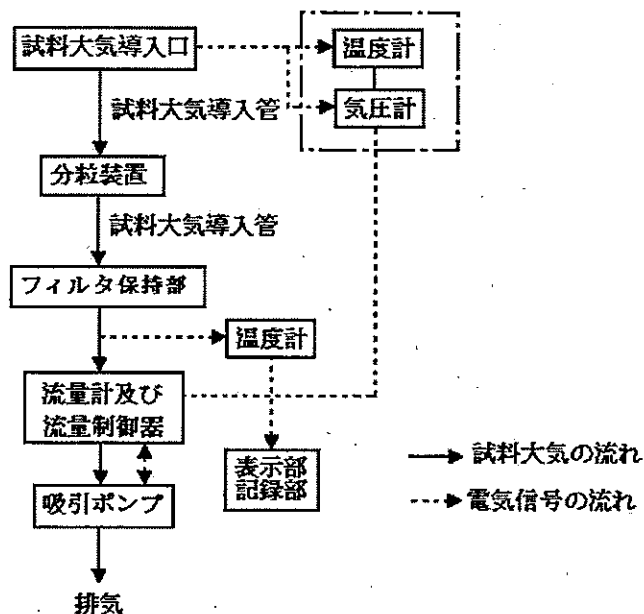 試料大気導入口
温度計
気圧計
試料大気導入管
分粒装置
試料大気導入管
フィルタ保持部
温度計
流量計及び
流量制御器
表示部
記録部
試料大気の流れ
吸引ポンプ
電気信号の流れ
排気